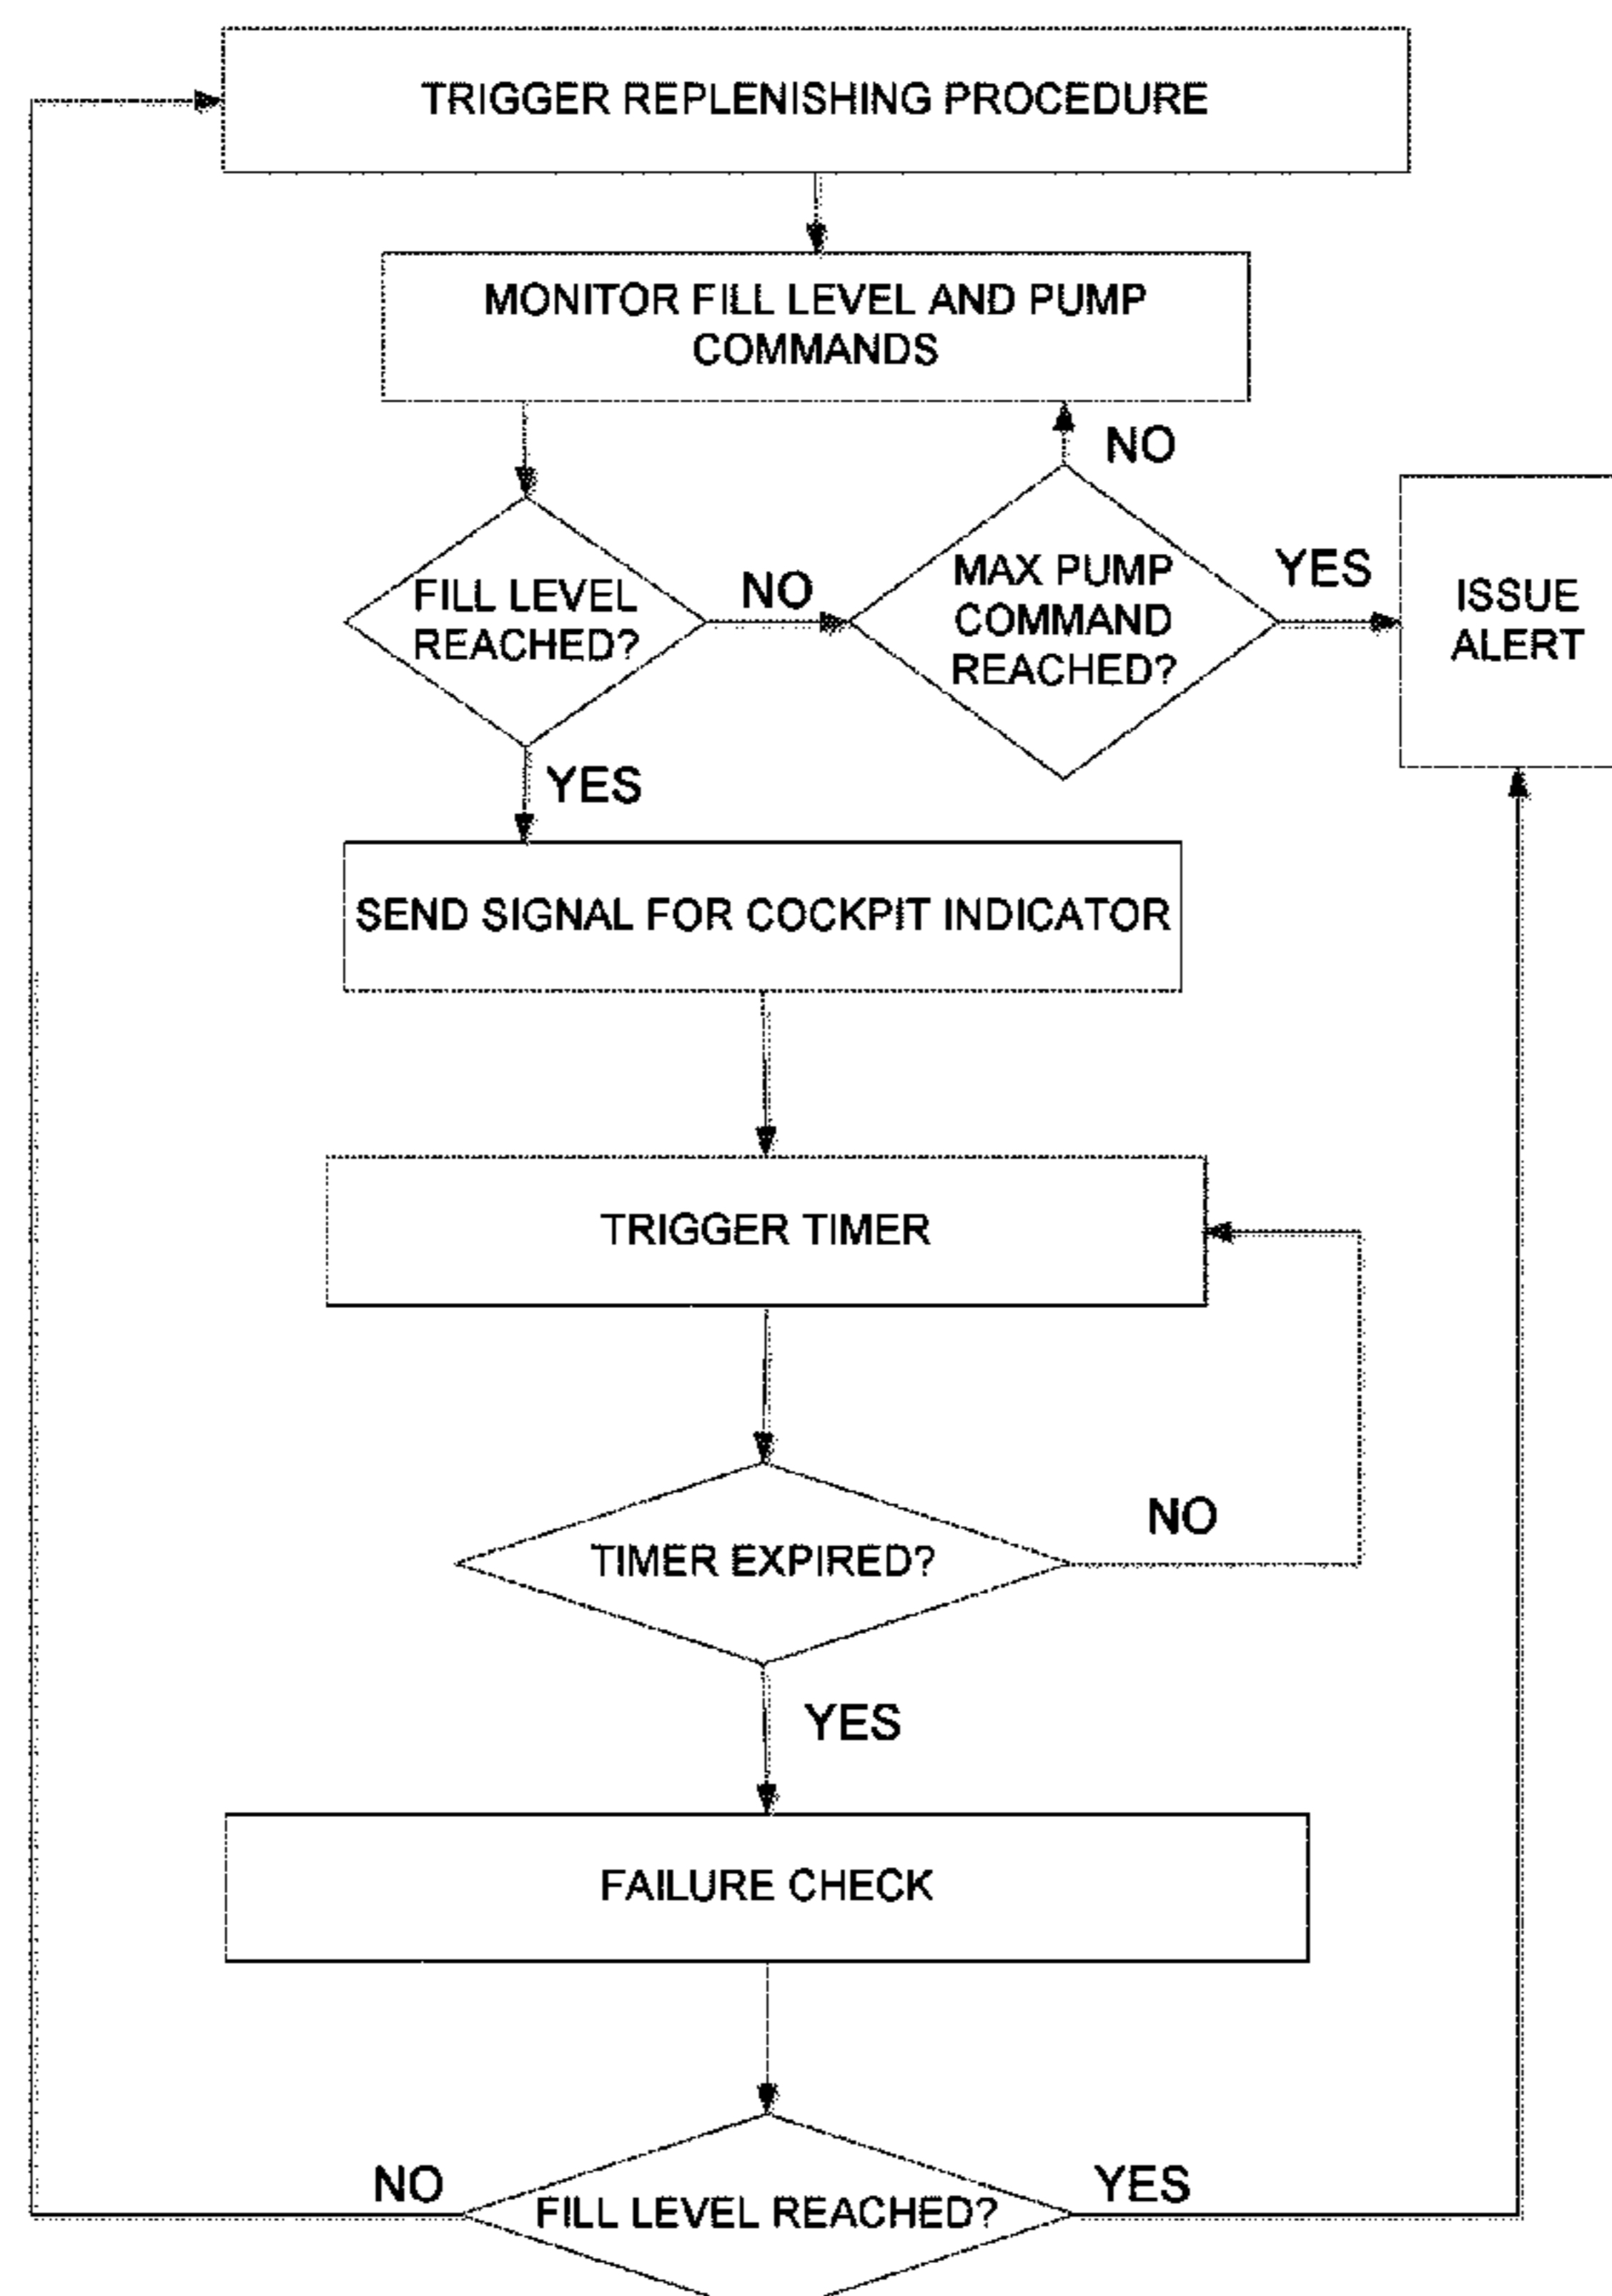 TRIGGER REPLENISHING PROCEDURE
MONITOR FILL LEVEL AND PUMP
COMMANDS
NO
FILL LEVEL
REACHED?
NO
MAX PUMP
COMMAND
REACHED?
YES
ISSUE
ALERT
YES
SEND SIGNAL FOR COCKPIT INDICATOR
TRIGGER TIMER
TIMER EXPIRED?
NO
YES
FAILURE CHECK
NO
FILL LEVEL REACHED?
YES